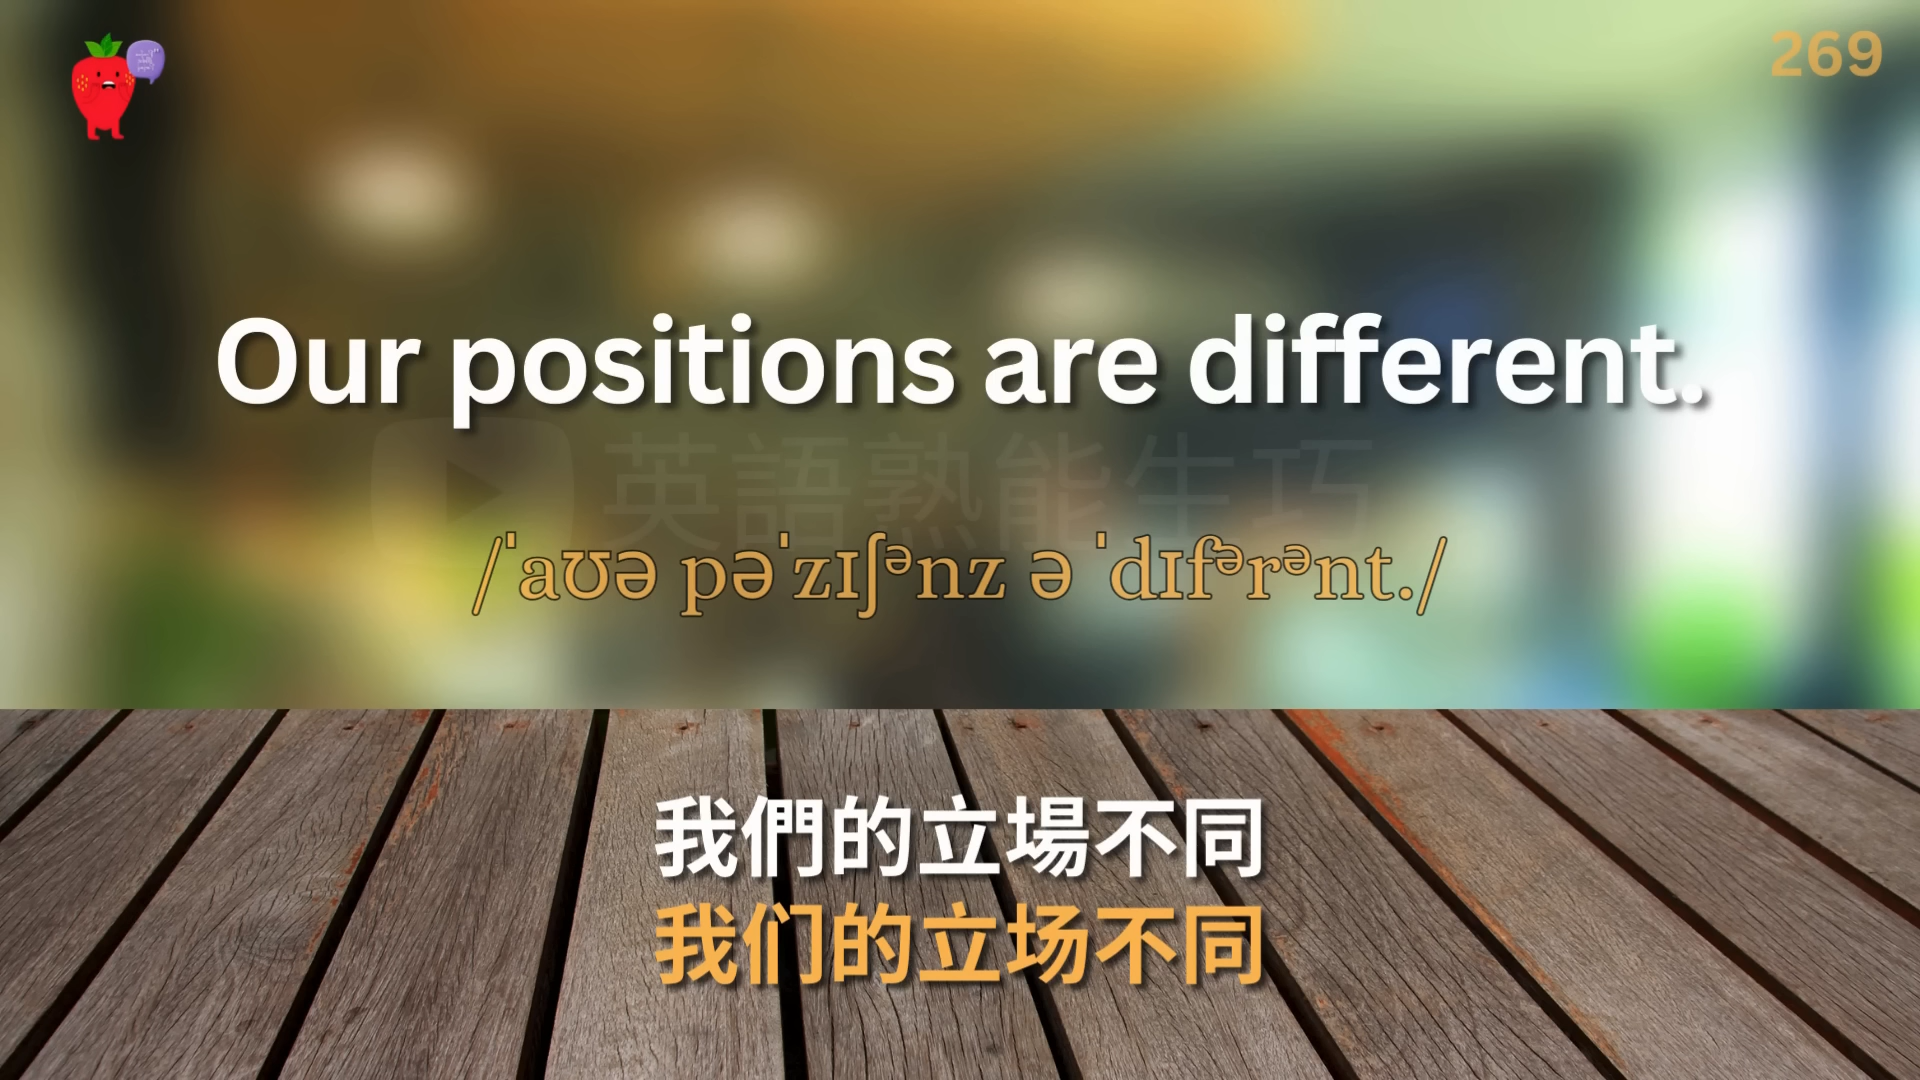 269
Our positions are different.
英語熟能生巧
/ˈaʊə pəˈzɪʃᵊnz ə ˈdɪfᵊrᵊnt./
我們的立場不同
我们的立场不同